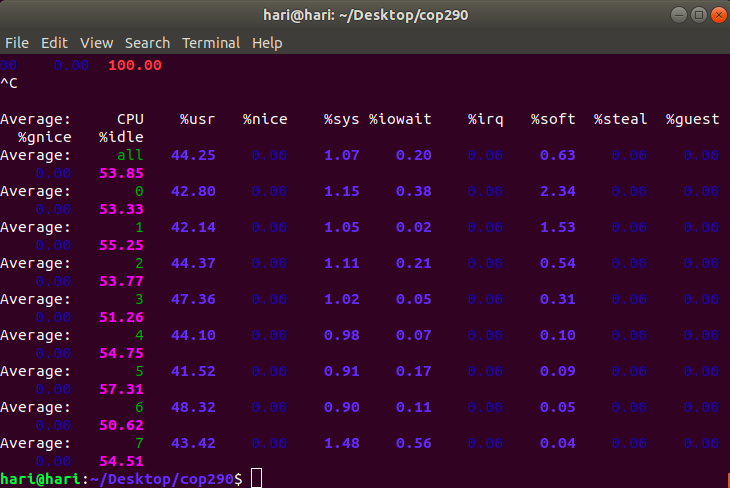 hari@hari: ~/Desktop/cop290
File Edit View Search Terminal Help
00 0.00 100.00
^C
Average: CPU %usr %nice %sys %iowait %irq %soft %steal %guest
%gnice %idle
Average: all 44.25 0.00 1.07 0.20 0.00 0.63 0.00 0.00
0.00 53.85
Average: 0 42.80 0.00 1.15 0.38 0.00 2.34 0.00 0.00
0.00 53.33
Average: 1 42.14 0.00 1.05 0.02 0.00 1.53 0.00 0.00
0.00 55.25
Average: 2 44.37 0.00 1.11 0.21 0.00 0.54 0.00 0.00
0.00 53.77
Average: 3 47.36 0.00 1.02 0.05 0.00 0.31 0.00 0.00
0.00 51.26
Average: 4 44.10 0.00 0.98 0.07 0.00 0.10 0.00 0.00
0.00 54.75
Average: 5 41.52 0.00 0.91 0.17 0.00 0.09 0.00 0.00
0.00 57.31
Average: 6 48.32 0.00 0.90 0.11 0.00 0.05 0.00 0.00
0.00 50.62
Average: 7 43.42 0.00 1.48 0.56 0.00 0.04 0.00 0.00
0.00 54.51
hari@hari:~/Desktop/cop290$